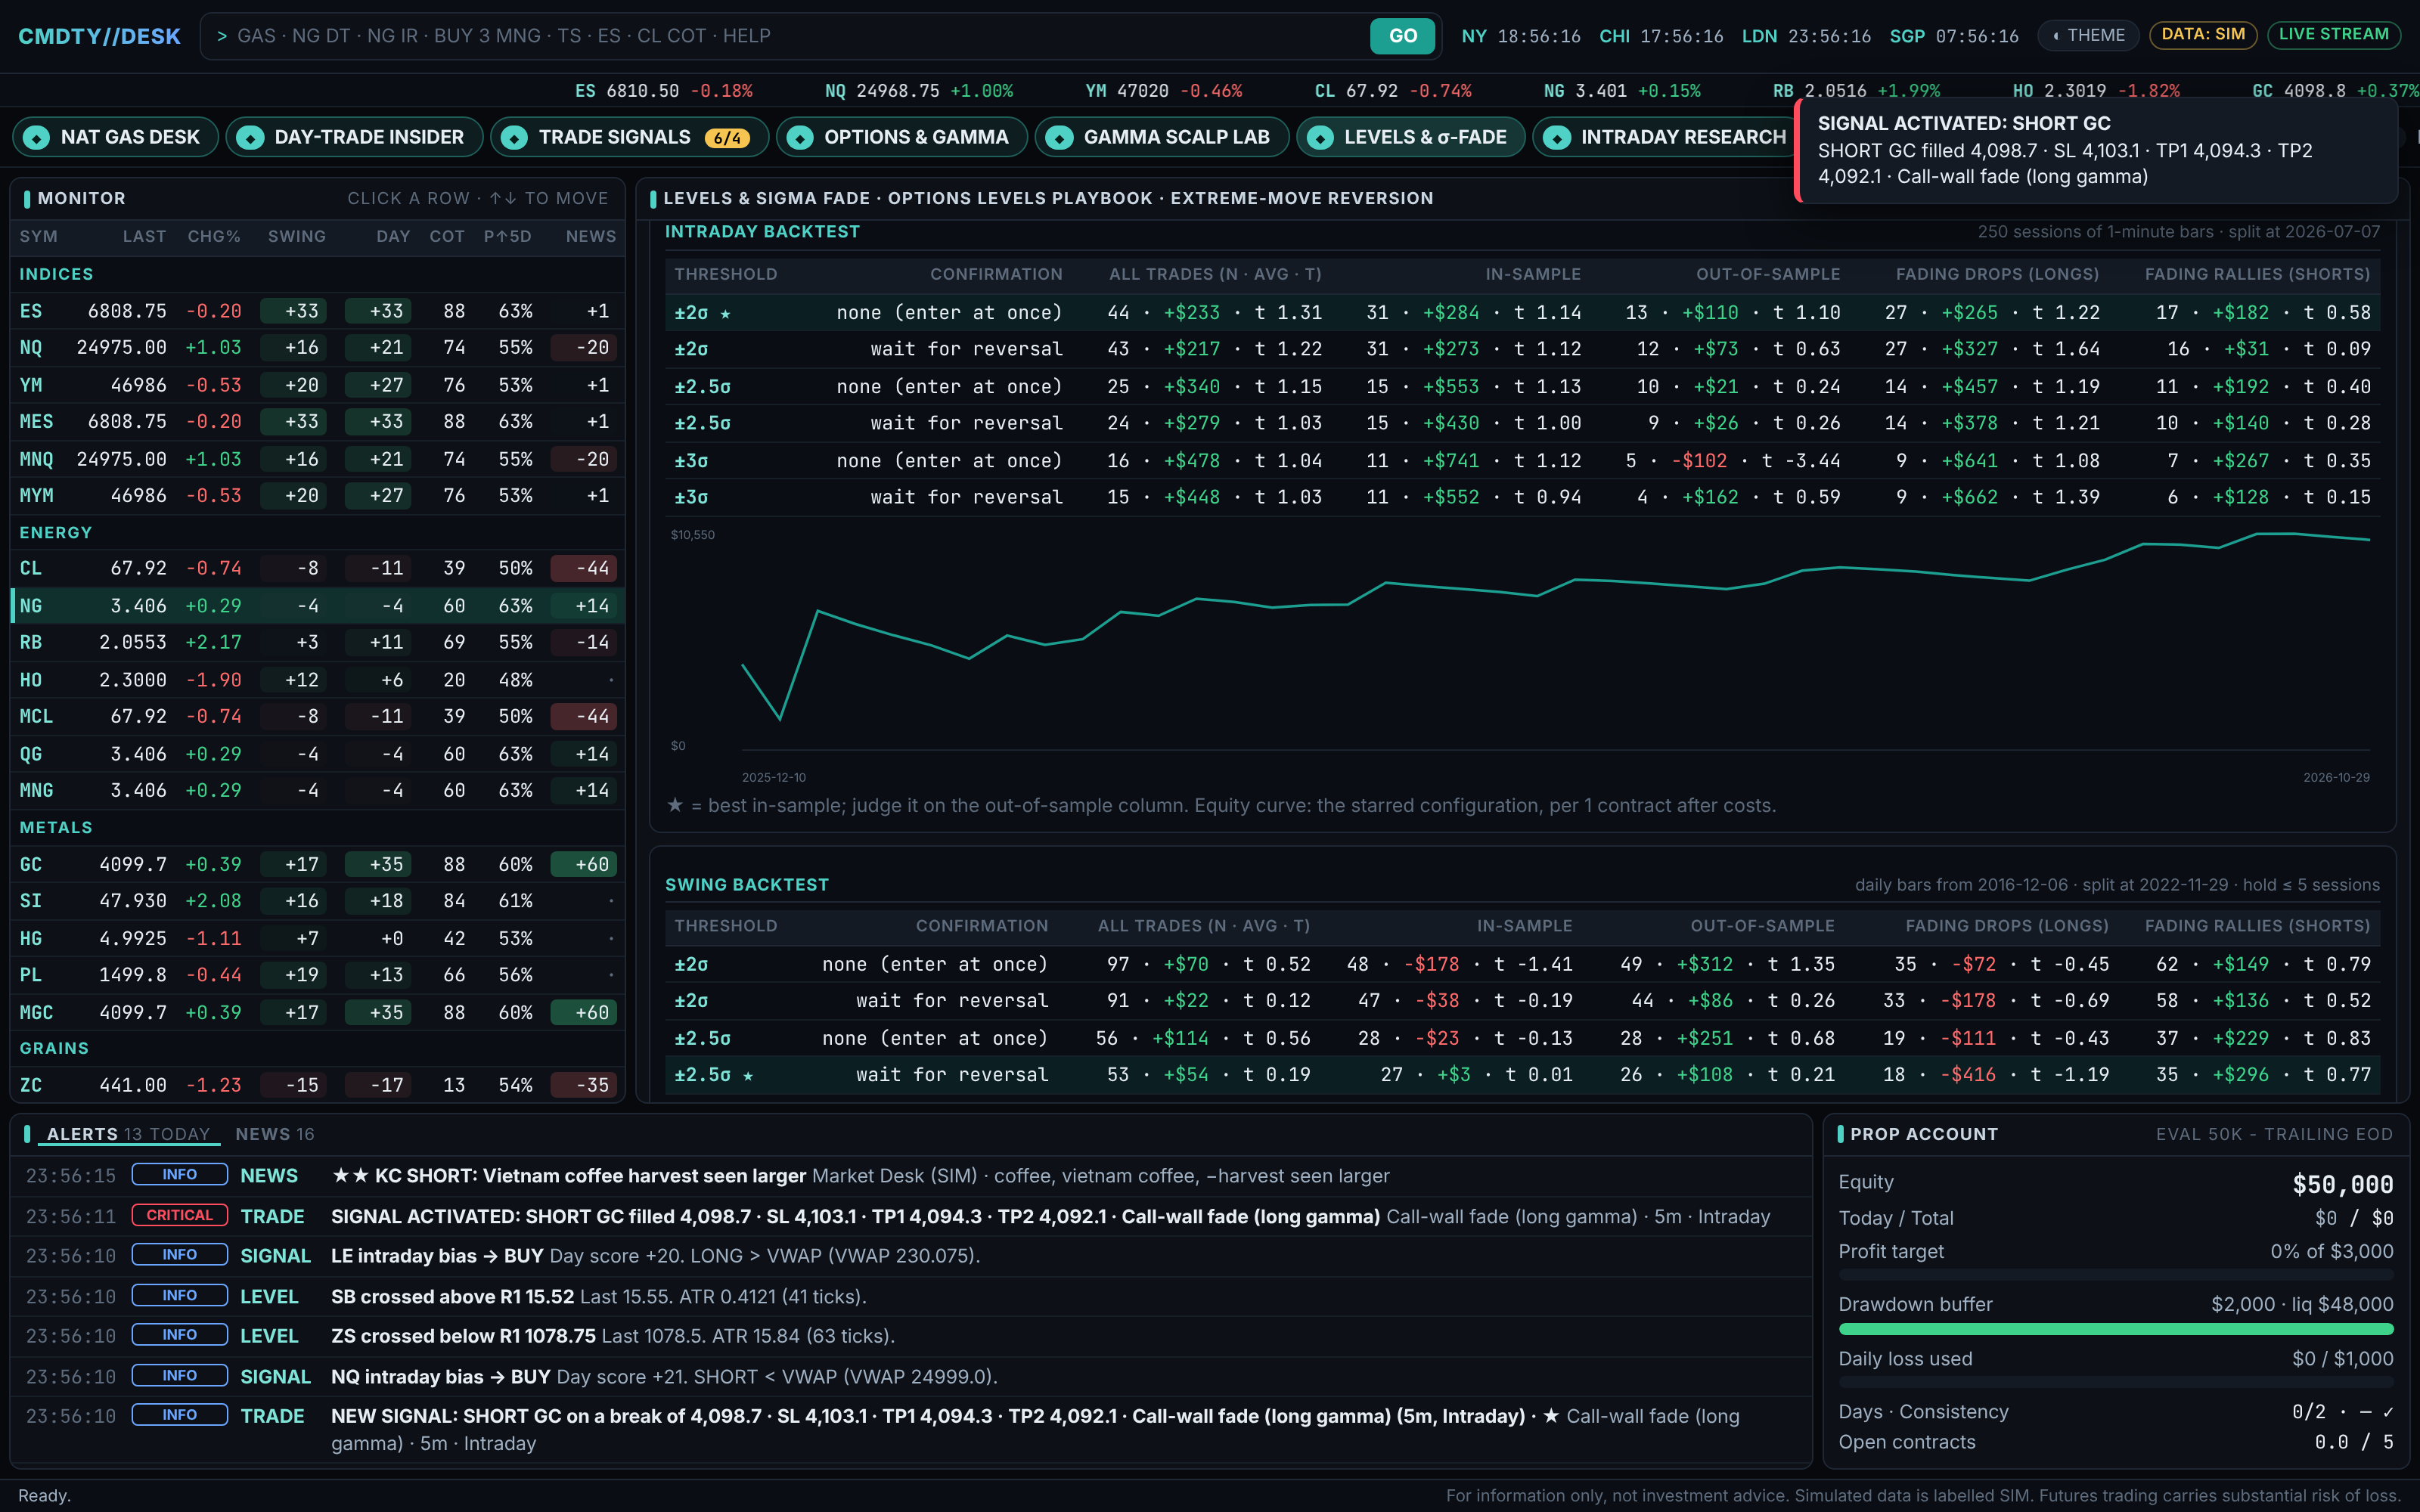 CMDTY//DESK
> GAS · NG DT · NG IR · BUY 3 MNG · TS · ES · CL COT · HELP
GO
NY 18:56:16 CHI 17:56:16 LDN 23:56:16 SGP 07:56:16
THEME
DATA: SIM
LIVE STREAM
ES 6810.50 -0.18% NQ 24968.75 +1.00% YM 47020 -0.46% CL 67.92 -0.74% NG 3.401 +0.15% RB 2.0516 +1.99% HO 2.3019 -1.82% GC 4098.8 +0.37%
NAT GAS DESK
DAY-TRADE INSIDER
TRADE SIGNALS 6/4
OPTIONS & GAMMA
GAMMA SCALP LAB
LEVELS & σ-FADE
INTRADAY RESEARCH
SIGNAL ACTIVATED: SHORT GC
SHORT GC filled 4,098.7 · SL 4,103.1 · TP1 4,094.3 · TP2
4,092.1 · Call-wall fade (long gamma)
MONITOR CLICK A ROW · ↑↓ TO MOVE
SYM LAST CHG% SWING DAY COT P↑5D NEWS
INDICES
ES 6808.75 -0.20 +33 +33 88 63% +1
NQ 24975.00 +1.03 +16 +21 74 55% -20
YM 46986 -0.53 +20 +27 76 53% +1
MES 6808.75 -0.20 +33 +33 88 63% +1
MNQ 24975.00 +1.03 +16 +21 74 55% -20
MYM 46986 -0.53 +20 +27 76 53% +1
ENERGY
CL 67.92 -0.74 -8 -11 39 50% -44
NG 3.406 +0.29 -4 -4 60 63% +14
RB 2.0553 +2.17 +3 +11 69 55% -14
HO 2.3000 -1.90 +12 +6 20 48% ·
MCL 67.92 -0.74 -8 -11 39 50% -44
QG 3.406 +0.29 -4 -4 60 63% +14
MNG 3.406 +0.29 -4 -4 60 63% +14
METALS
GC 4099.7 +0.39 +17 +35 88 60% +60
SI 47.930 +2.08 +16 +18 84 61% ·
HG 4.9925 -1.11 +7 +0 42 53% ·
PL 1499.8 -0.44 +19 +13 66 56% ·
MGC 4099.7 +0.39 +17 +35 88 60% +60
GRAINS
ZC 441.00 -1.23 -15 -17 13 54% -35
LEVELS & SIGMA FADE · OPTIONS LEVELS PLAYBOOK · EXTREME-MOVE REVERSION
INTRADAY BACKTEST 250 sessions of 1-minute bars · split at 2026-07-07
THRESHOLD CONFIRMATION ALL TRADES (N · AVG · T) IN-SAMPLE OUT-OF-SAMPLE FADING DROPS (LONGS) FADING RALLIES (SHORTS)
±2σ ★ none (enter at once) 44 · +$233 · t 1.31 31 · +$284 · t 1.14 13 · +$110 · t 1.10 27 · +$265 · t 1.22 17 · +$182 · t 0.58
±2σ wait for reversal 43 · +$217 · t 1.22 31 · +$273 · t 1.12 12 · +$73 · t 0.63 27 · +$327 · t 1.64 16 · +$31 · t 0.09
±2.5σ none (enter at once) 25 · +$340 · t 1.15 15 · +$553 · t 1.13 10 · +$21 · t 0.24 14 · +$457 · t 1.19 11 · +$192 · t 0.40
±2.5σ wait for reversal 24 · +$279 · t 1.03 15 · +$430 · t 1.00 9 · +$26 · t 0.26 14 · +$378 · t 1.21 10 · +$140 · t 0.28
±3σ none (enter at once) 16 · +$478 · t 1.04 11 · +$741 · t 1.12 5 · -$102 · t -3.44 9 · +$641 · t 1.08 7 · +$267 · t 0.35
±3σ wait for reversal 15 · +$448 · t 1.03 11 · +$552 · t 0.94 4 · +$162 · t 0.59 9 · +$662 · t 1.39 6 · +$128 · t 0.15
$10,550
$0
2025-12-10 2026-10-29
★ = best in-sample; judge it on the out-of-sample column. Equity curve: the starred configuration, per 1 contract after costs.
SWING BACKTEST daily bars from 2016-12-06 · split at 2022-11-29 · hold ≤ 5 sessions
THRESHOLD CONFIRMATION ALL TRADES (N · AVG · T) IN-SAMPLE OUT-OF-SAMPLE FADING DROPS (LONGS) FADING RALLIES (SHORTS)
±2σ none (enter at once) 97 · +$70 · t 0.52 48 · -$178 · t -1.41 49 · +$312 · t 1.35 35 · -$72 · t -0.45 62 · +$149 · t 0.79
±2σ wait for reversal 91 · +$22 · t 0.12 47 · -$38 · t -0.19 44 · +$86 · t 0.26 33 · -$178 · t -0.69 58 · +$136 · t 0.52
±2.5σ none (enter at once) 56 · +$114 · t 0.56 28 · -$23 · t -0.13 28 · +$251 · t 0.68 19 · -$111 · t -0.43 37 · +$229 · t 0.83
±2.5σ ★ wait for reversal 53 · +$54 · t 0.19 27 · +$3 · t 0.01 26 · +$108 · t 0.21 18 · -$416 · t -1.19 35 · +$296 · t 0.77
ALERTS 13 TODAY NEWS 16
23:56:15 INFO NEWS ★★ KC SHORT: Vietnam coffee harvest seen larger Market Desk (SIM) · coffee, vietnam coffee, −harvest seen larger
23:56:11 CRITICAL TRADE SIGNAL ACTIVATED: SHORT GC filled 4,098.7 · SL 4,103.1 · TP1 4,094.3 · TP2 4,092.1 · Call-wall fade (long gamma) Call-wall fade (long gamma) · 5m · Intraday
23:56:10 INFO SIGNAL LE intraday bias → BUY Day score +20. LONG > VWAP (VWAP 230.075).
23:56:10 INFO LEVEL SB crossed above R1 15.52 Last 15.55. ATR 0.4121 (41 ticks).
23:56:10 INFO LEVEL ZS crossed below R1 1078.75 Last 1078.5. ATR 15.84 (63 ticks).
23:56:10 INFO SIGNAL NQ intraday bias → BUY Day score +21. SHORT < VWAP (VWAP 24999.0).
23:56:10 INFO TRADE NEW SIGNAL: SHORT GC on a break of 4,098.7 · SL 4,103.1 · TP1 4,094.3 · TP2 4,092.1 · Call-wall fade (long gamma) (5m, Intraday) · ★ Call-wall fade (long
gamma) · 5m · Intraday
PROP ACCOUNT EVAL 50K - TRAILING EOD
Equity $50,000
Today / Total $0 / $0
Profit target 0% of $3,000
Drawdown buffer $2,000 · liq $48,000
Daily loss used $0 / $1,000
Days · Consistency 0/2 · — ✓
Open contracts 0.0 / 5
Ready.
For information only, not investment advice. Simulated data is labelled SIM. Futures trading carries substantial risk of loss.